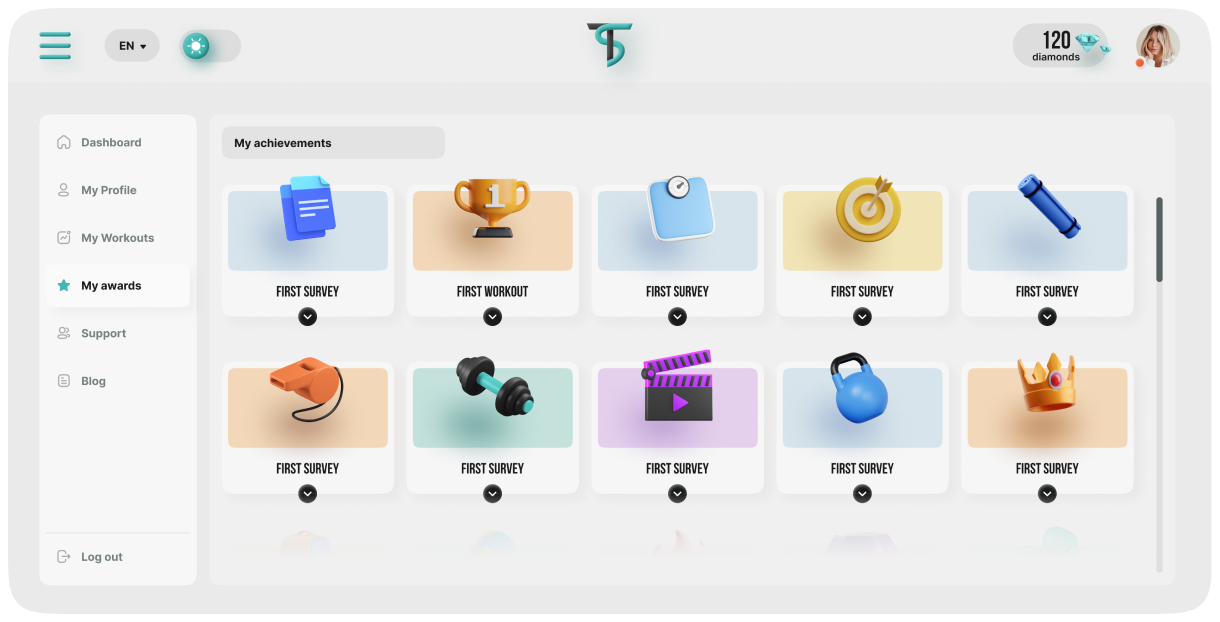 EN
120
diamonds
Dashboard
My Profile
My Workouts
My awards
Support
Blog
Log out
My achievements
1
FIRST SURVEY
FIRST WORKOUT
FIRST SURVEY
FIRST SURVEY
FIRST SURVEY
FIRST SURVEY
FIRST SURVEY
FIRST SURVEY
FIRST SURVEY
FIRST SURVEY